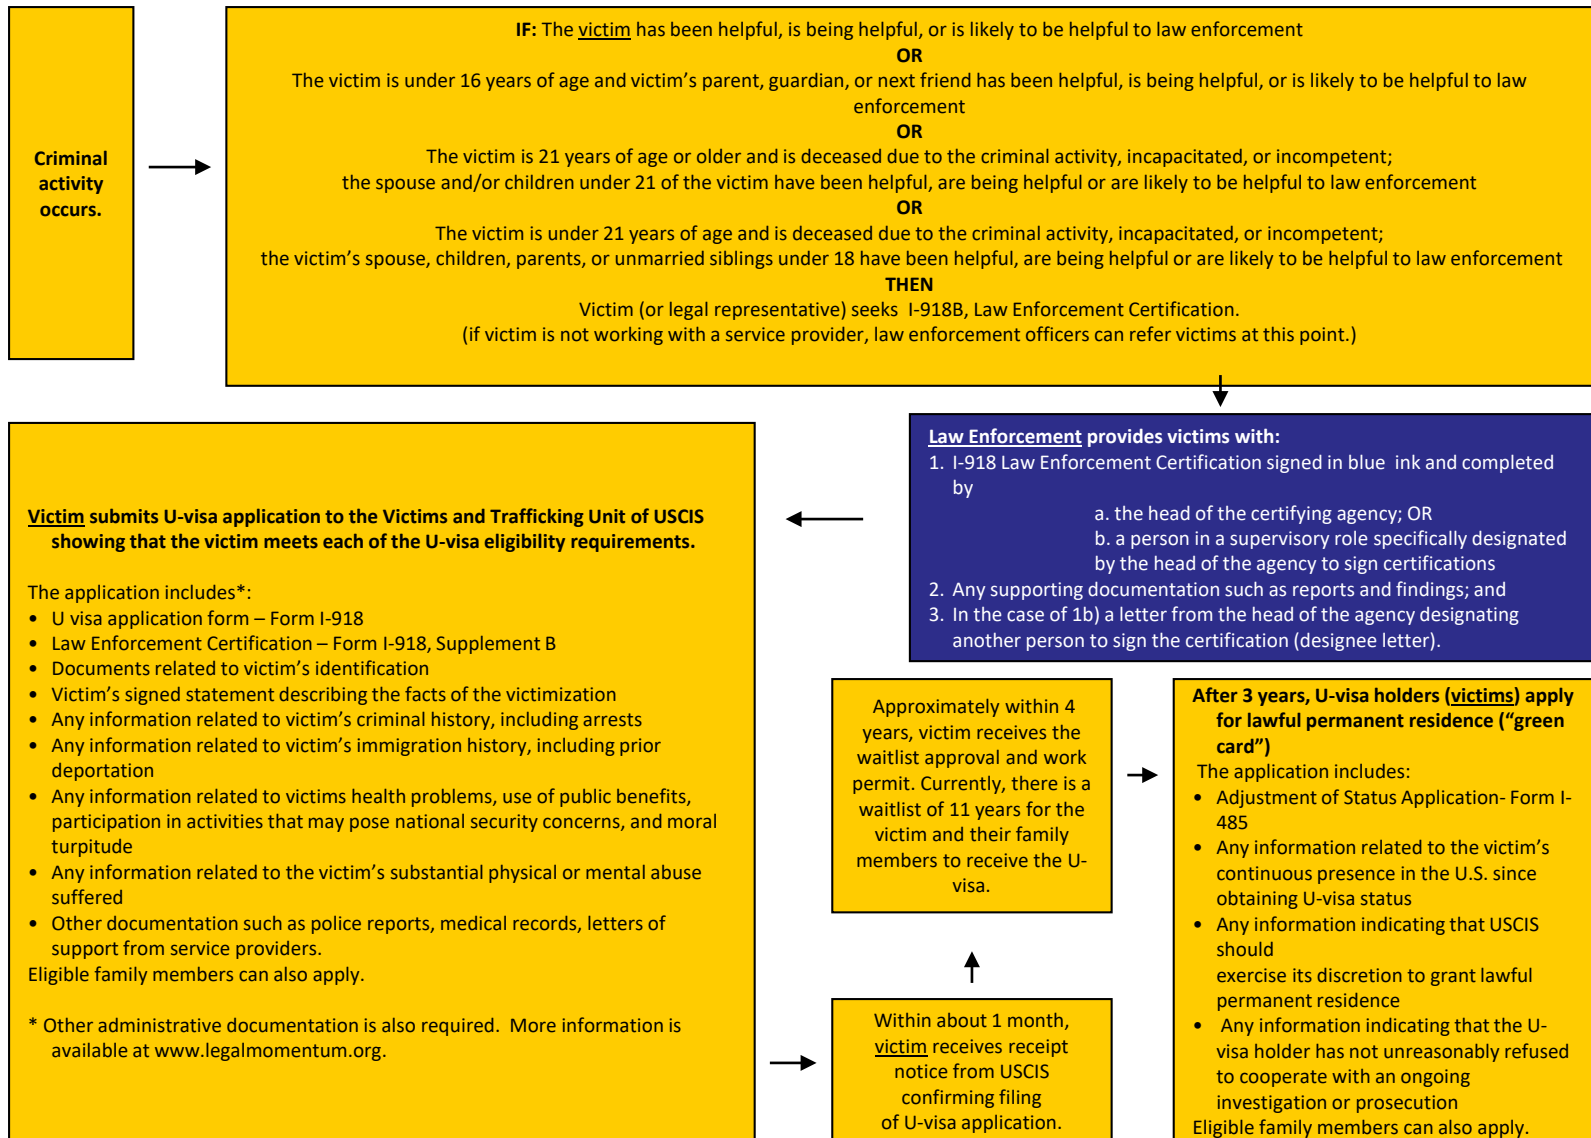 Criminal
activity
occurs.
IF: The victim has been helpful, is being helpful, or is likely to be helpful to law enforcement
OR
The victim is under 16 years of age and victim’s parent, guardian, or next friend has been helpful, is being helpful, or is likely to be helpful to law
enforcement
OR
The victim is 21 years of age or older and is deceased due to the criminal activity, incapacitated, or incompetent;
the spouse and/or children under 21 of the victim have been helpful, are being helpful or are likely to be helpful to law enforcement
OR
The victim is under 21 years of age and is deceased due to the criminal activity, incapacitated, or incompetent;
the victim’s spouse, children, parents, or unmarried siblings under 18 have been helpful, are being helpful or are likely to be helpful to law enforcement
THEN
Victim (or legal representative) seeks I-918B, Law Enforcement Certification.
(if victim is not working with a service provider, law enforcement officers can refer victims at this point.)
Law Enforcement provides victims with:
1. I-918 Law Enforcement Certification signed in blue ink and completed
by
a. the head of the certifying agency; OR
b. a person in a supervisory role specifically designated
by the head of the agency to sign certifications
2. Any supporting documentation such as reports and findings; and
3. In the case of 1b) a letter from the head of the agency designating
another person to sign the certification (designee letter).
Victim submits U-visa application to the Victims and Trafficking Unit of USCIS
showing that the victim meets each of the U-visa eligibility requirements.
The application includes*:
• U visa application form – Form I-918
• Law Enforcement Certification – Form I-918, Supplement B
• Documents related to victim’s identification
• Victim’s signed statement describing the facts of the victimization
• Any information related to victim’s criminal history, including arrests
• Any information related to victim’s immigration history, including prior
deportation
• Any information related to victims health problems, use of public benefits,
participation in activities that may pose national security concerns, and moral
turpitude
• Any information related to the victim’s substantial physical or mental abuse
suffered
• Other documentation such as police reports, medical records, letters of
support from service providers.
Eligible family members can also apply.
* Other administrative documentation is also required. More information is
available at www.legalmomentum.org.
Within about 1 month,
victim receives receipt
notice from USCIS
confirming filing
of U-visa application.
Approximately within 4
years, victim receives the
waitlist approval and work
permit. Currently, there is a
waitlist of 11 years for the
victim and their family
members to receive the U-
visa.
After 3 years, U-visa holders (victims) apply
for lawful permanent residence (“green
card”)
The application includes:
• Adjustment of Status Application- Form I-
485
• Any information related to the victim’s
continuous presence in the U.S. since
obtaining U-visa status
• Any information indicating that USCIS
should
exercise its discretion to grant lawful
permanent residence
• Any information indicating that the U-
visa holder has not unreasonably refused
to cooperate with an ongoing
investigation or prosecution
Eligible family members can also apply.